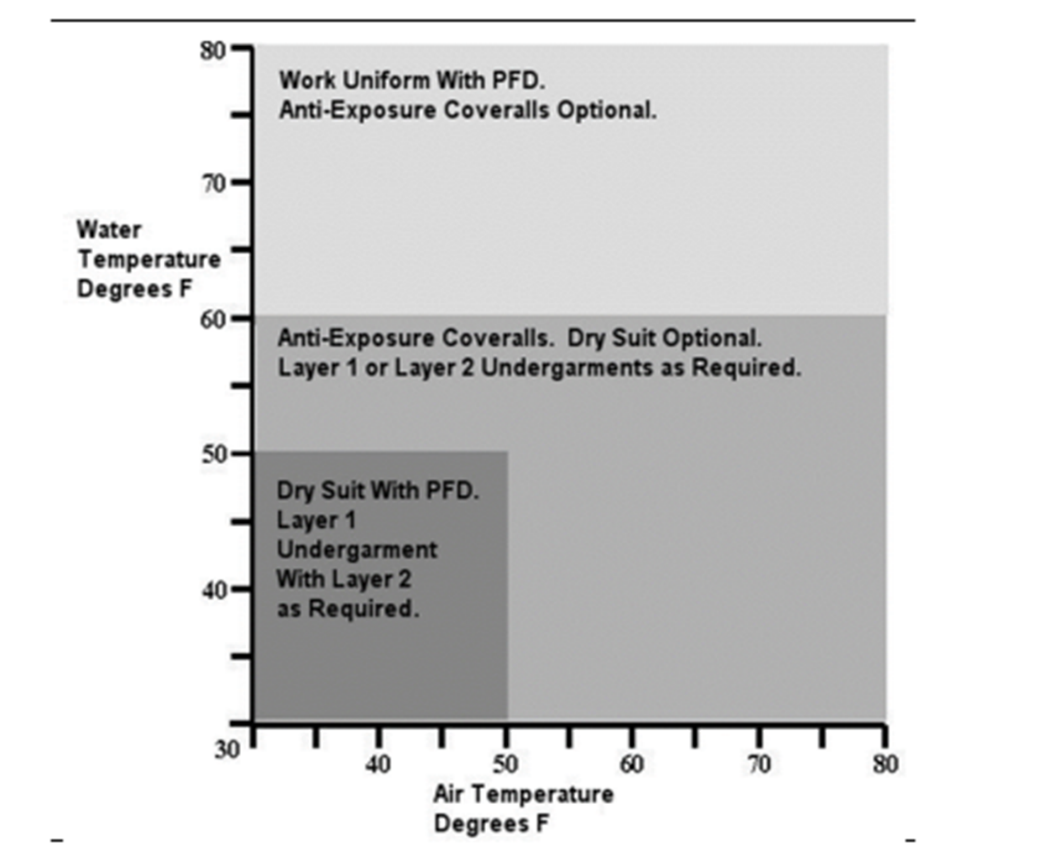 80
Work Uniform With PFD.
Anti-Exposure Coveralls Optional.
70
Water
Temperature
Degrees F
60
Anti-Exposure Coveralls. Dry Suit Optional.
Layer 1 or Layer 2 Undergarments as Required.
50
Dry Suit With PFD.
Layer 1
Undergarment
With Layer 2
as Required.
40
30
40 50 60 70 80
Air Temperature
Degrees F